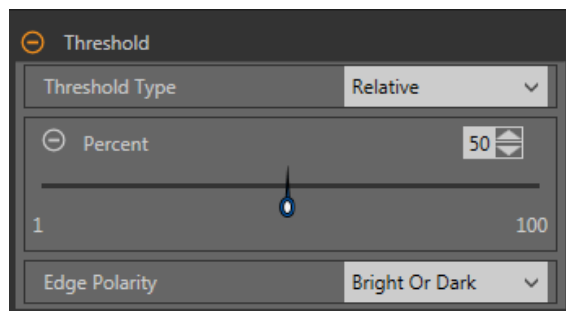 Threshold
Threshold Type Relative
Percent 50
1 100
Edge Polarity Bright Or Dark